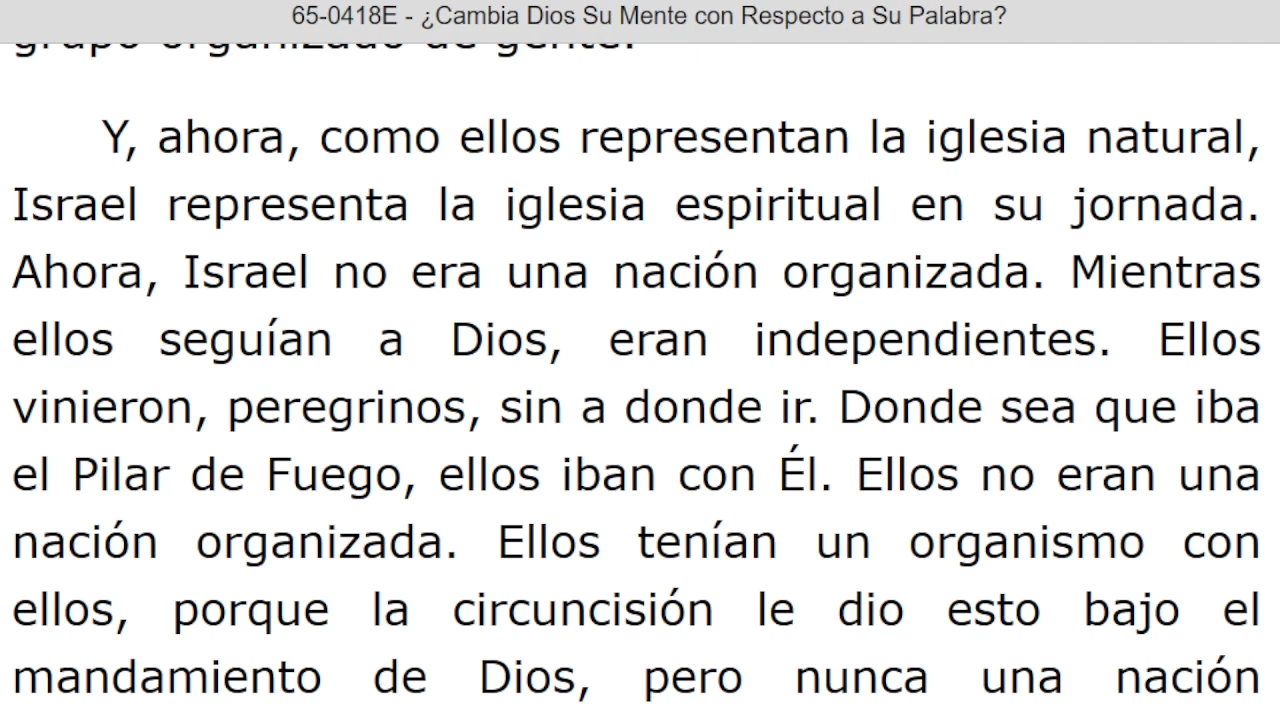 65-0418E - ¿Cambia Dios Su Mente con Respecto a Su Palabra?
grupo organizado de gente.
Y, ahora, como ellos representan la iglesia natural,
Israel representa la iglesia espiritual en su jornada.
Ahora, Israel no era una nación organizada. Mientras
ellos seguían a Dios, eran independientes. Ellos
vinieron, peregrinos, sin a donde ir. Donde sea que iba
el Pilar de Fuego, ellos iban con Él. Ellos no eran una
nación organizada. Ellos tenían un organismo con
ellos, porque la circuncisión le dio esto bajo el
mandamiento de Dios, pero nunca una nación